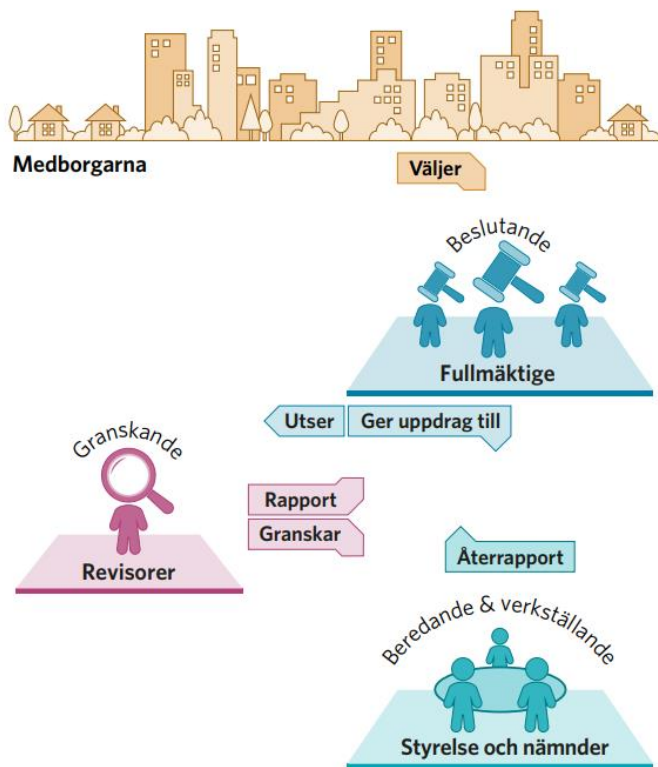 Medborgarna
Väljer
Beslutande
Fullmäktige
Utser
Ger uppdrag till
Granskande
Rapport
Granskar
Revisorer
Återrapport
Beredande & verkställande
Styrelse och nämnder